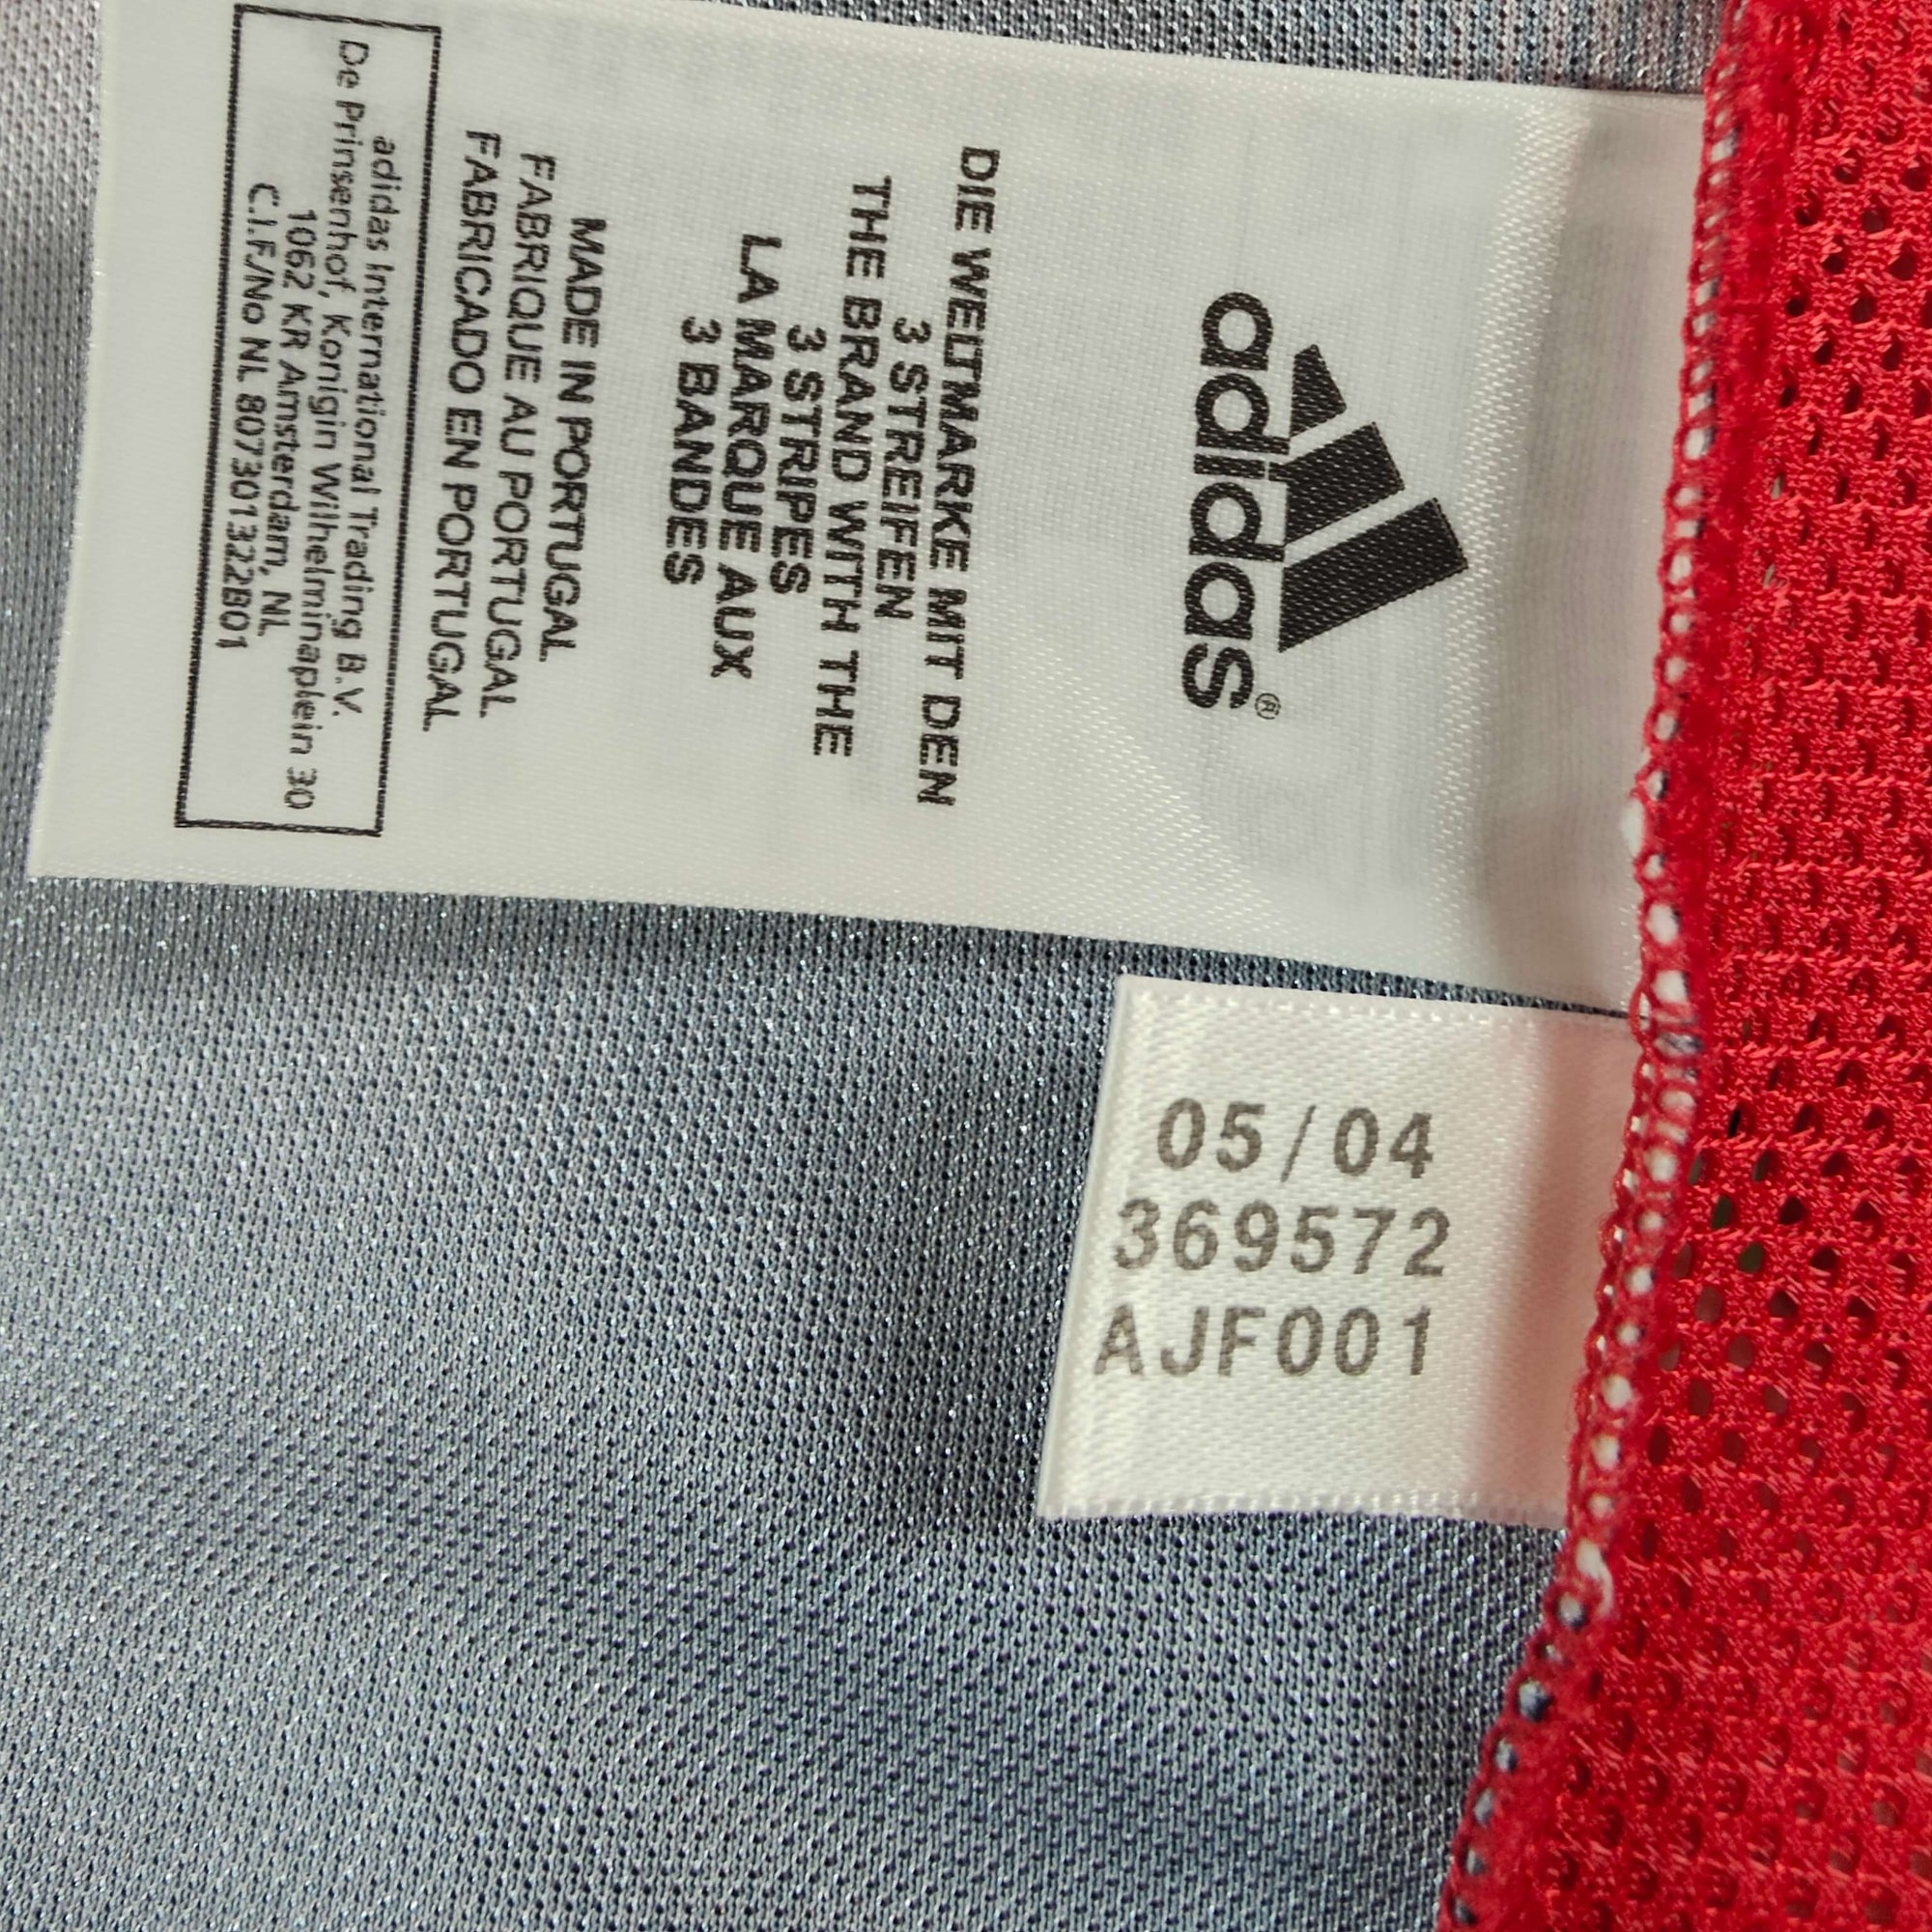 adidas®
DIE WELTMARKE MIT DEN
3 STREIFEN
THE BRAND WITH THE
3 STRIPES
LA MARQUE AUX
3 BANDES
MADE IN PORTUGAL
FABRIQUE AU PORTUGAL
FABRICADO EN PORTUGAL
adidas International Trading B.V.
De Prinsenhof, Konigin Wilhelminaplein 30
1062 KR Amsterdam, NL
C.I.F./No NL 807301322B01
05/04
369572
AJF001